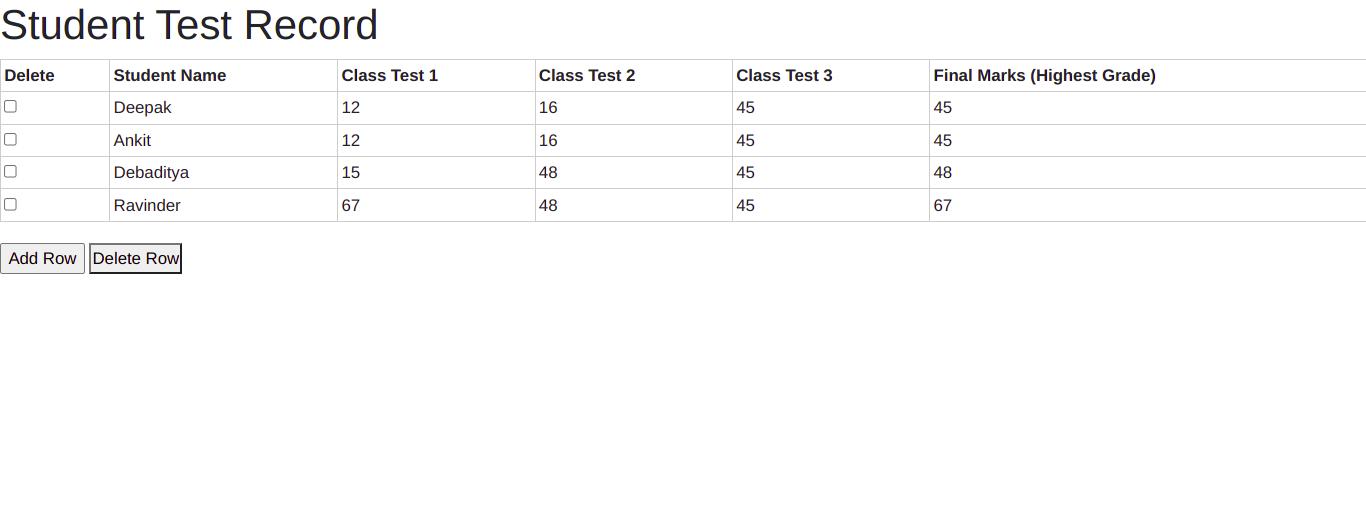 Student Test Record
Delete Student Name Class Test 1 Class Test 2 Class Test 3 Final Marks (Highest Grade)
Deepak 12 16 45 45
Ankit 12 16 45 45
Debaditya 15 48 45 48
Ravinder 67 48 45 67
Add Row Delete Row